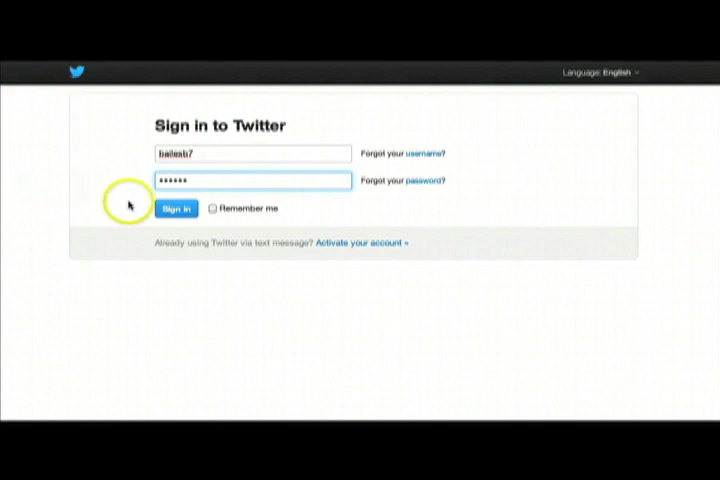 Language: English
Sign in to Twitter
Forgot your username?
••••••
Forgot your password?
Sign in
Remember me
Already using Twitter via text message? Activate your account »